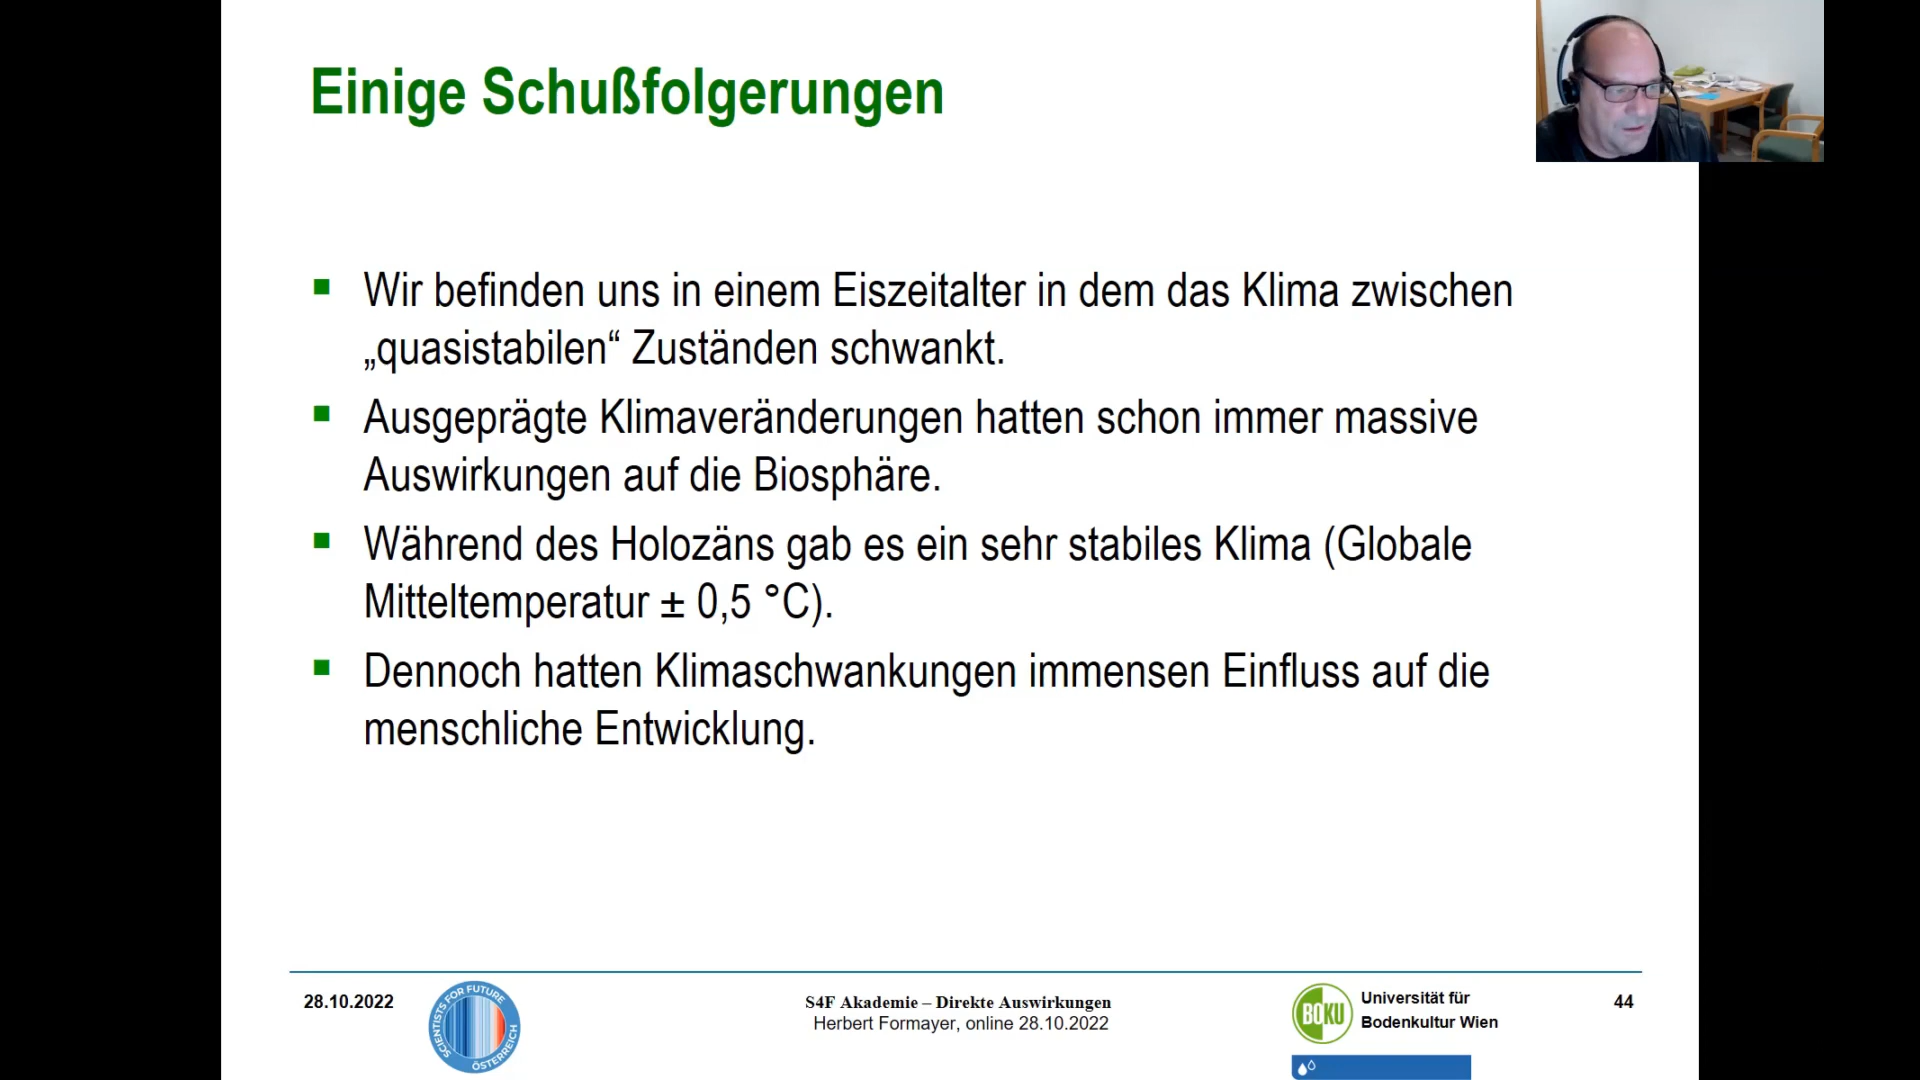 Einige Schußfolgerungen
Wir befinden uns in einem Eiszeitalter in dem das Klima zwischen
„quasistabilen“ Zuständen schwankt.
Ausgeprägte Klimaveränderungen hatten schon immer massive
Auswirkungen auf die Biosphäre.
Während des Holozäns gab es ein sehr stabiles Klima (Globale
Mitteltemperatur ± 0,5 °C).
Dennoch hatten Klimaschwankungen immensen Einfluss auf die
menschliche Entwicklung.
28.10.2022
SCIENTISTS FOR FUTURE
ÖSTERREICH
S4F Akademie – Direkte Auswirkungen
Herbert Formayer, online 28.10.2022
BOKU
Universität für
Bodenkultur Wien
44